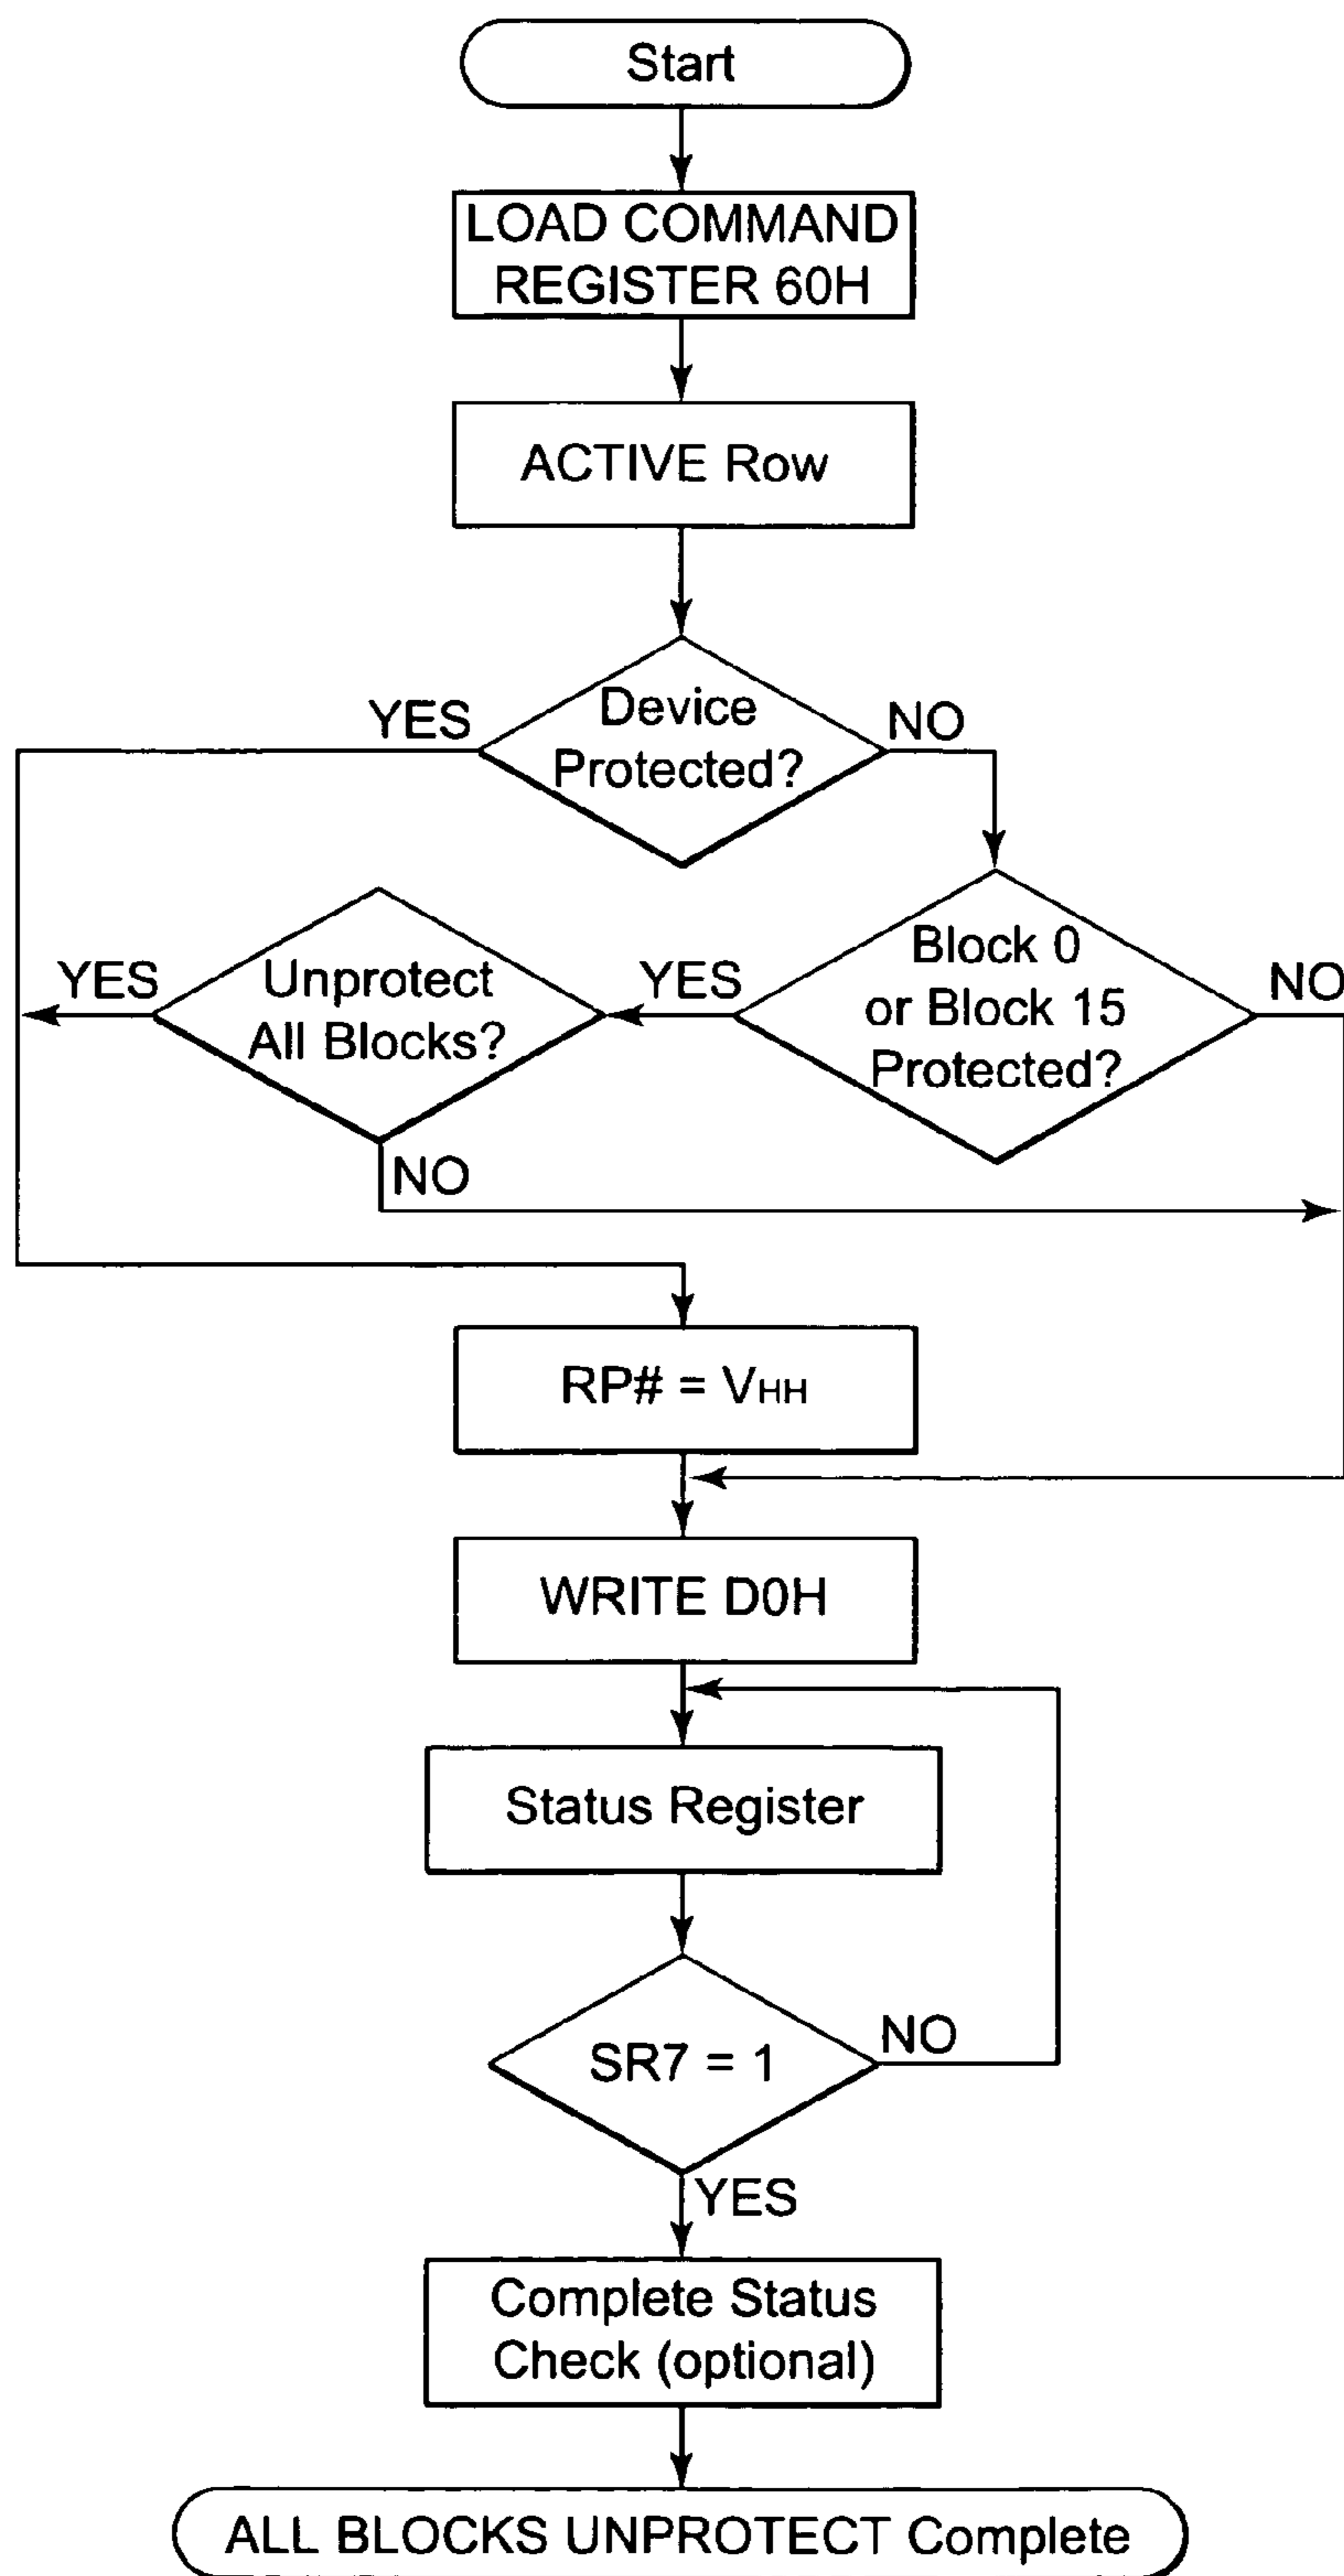 Start
LOAD COMMAND
REGISTER 60H
ACTIVE Row
YES
Device
Protected?
NO
YES
Unprotect
All Blocks?
YES
Block 0
or Block 15
Protected?
NO
NO
RP# = VHH
WRITE D0H
Status Register
SR7 = 1
NO
YES
Complete Status
Check (optional)
ALL BLOCKS UNPROTECT Complete